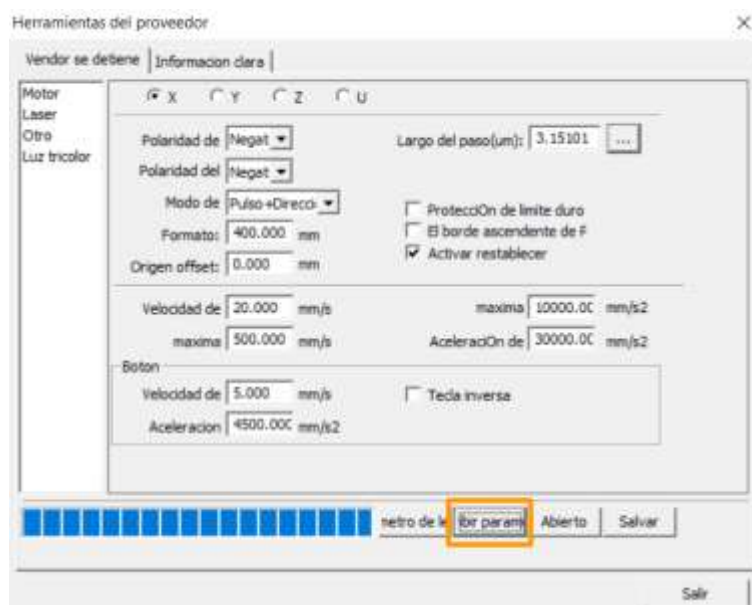 Herramientas del proveedor
Vendor se detiene Informacion clara
Motor
Laser
Otro
Luz tricolor
X Y Z U
Polaridad de Negat Largo del paso(um): 3.15101 ...
Polaridad del Negat
Modo de Pulso+Direcci
ProtecciOn de limite duro
Formato: 400.000 mm El borde ascendente de F
Origen offset: 0.000 mm Activar restablecer
Velocidad de 20.000 mm/s maxima 10000.0C mm/s2
maxima 500.000 mm/s AceleraciOn de 30000.0C mm/s2
Boton
Velocidad de 5.000 mm/s Tecla inversa
Aceleracion 4500.00C mm/s2
metro de le ibir parame Abierto Salvar
Salir